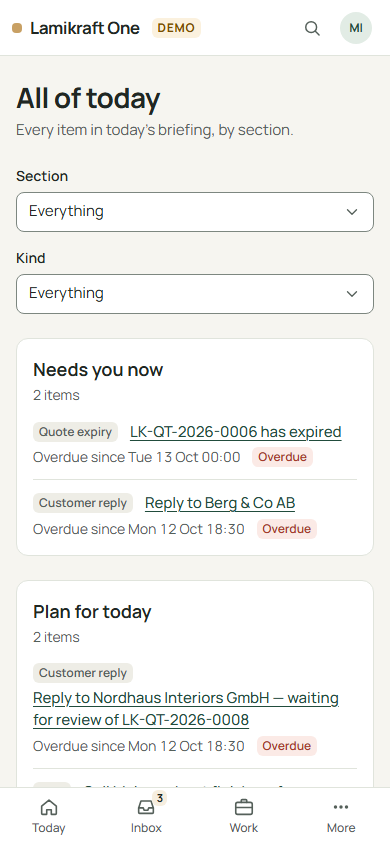 Lamikraft One DEMO MI
All of today
Every item in today's briefing, by section.
Section
Everything
Kind
Everything
Needs you now
2 items
Quote expiry LK-QT-2026-0006 has expired
Overdue since Tue 13 Oct 00:00 Overdue
Customer reply Reply to Berg & Co AB
Overdue since Mon 12 Oct 18:30 Overdue
Plan for today
2 items
Customer reply
Reply to Nordhaus Interiors GmbH — waiting
for review of LK-QT-2026-0008
Overdue since Mon 12 Oct 18:30 Overdue
3
Today Inbox Work More